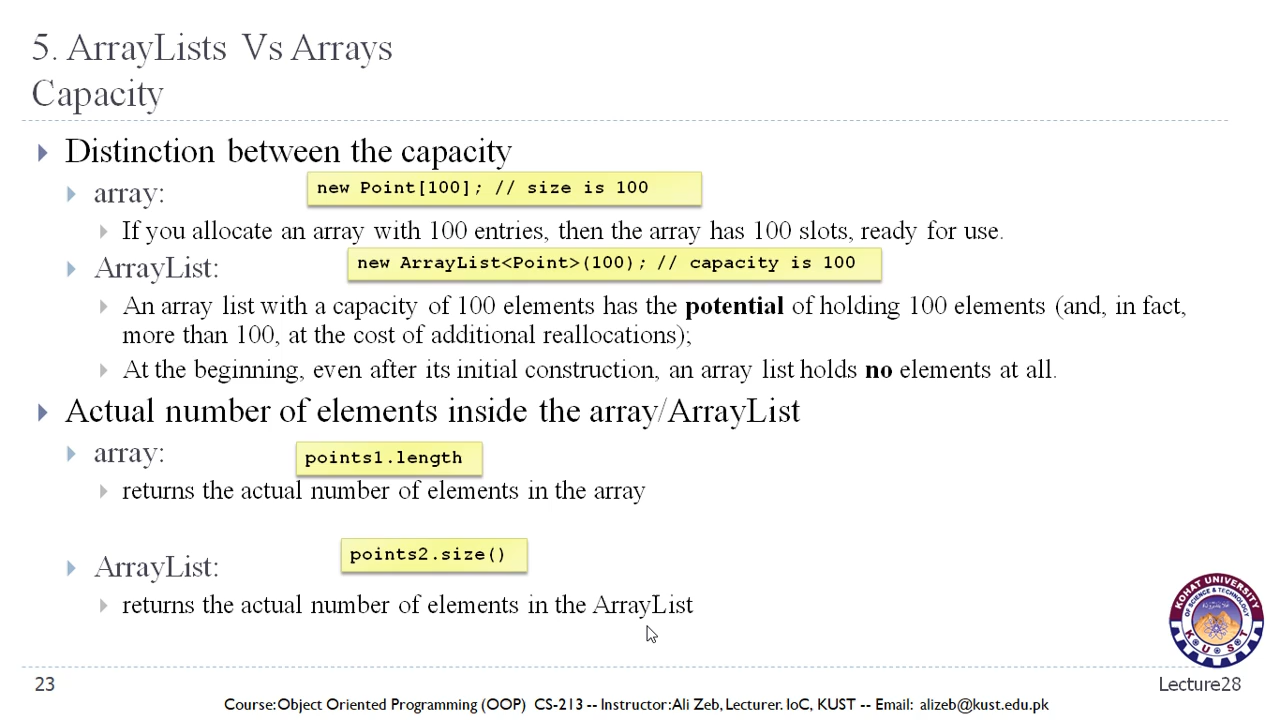 5. ArrayLists Vs Arrays
Capacity
Distinction between the capacity
array:
new Point[100]; // size is 100
If you allocate an array with 100 entries, then the array has 100 slots, ready for use.
ArrayList:
new ArrayList<Point>(100); // capacity is 100
An array list with a capacity of 100 elements has the potential of holding 100 elements (and, in fact,
more than 100, at the cost of additional reallocations);
At the beginning, even after its initial construction, an array list holds no elements at all.
Actual number of elements inside the array/ArrayList
array:
points1.length
returns the actual number of elements in the array
ArrayList:
points2.size()
returns the actual number of elements in the ArrayList
KOHAT UNIVERSITY
OF SCIENCE & TECHNOLOGY
K U S T
23
Lecture28
Course:Object Oriented Programming (OOP) CS-213 -- Instructor:Ali Zeb, Lecturer. IoC, KUST -- Email: alizeb@kust.edu.pk